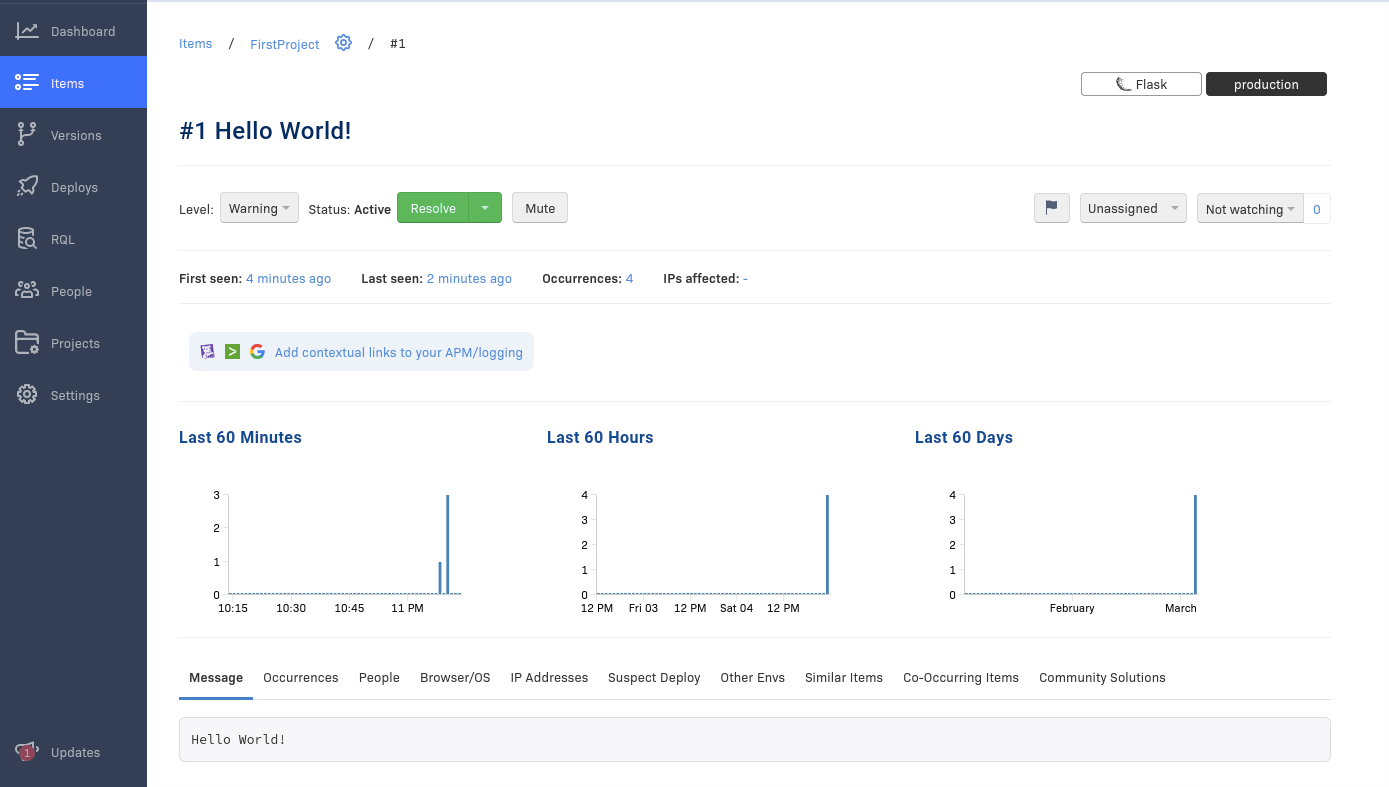 Dashboard
Items
Versions
Deploys
RQL
People
Projects
Settings
1 Updates
Items / FirstProject / #1
Flask production
#1 Hello World!
Level: Warning Status: Active Resolve Mute Unassigned Not watching 0
First seen: 4 minutes ago Last seen: 2 minutes ago Occurrences: 4 IPs affected: -
Add contextual links to your APM/logging
Last 60 Minutes
3
2
1
0
10:15 10:30 10:45 11 PM
Last 60 Hours
4
3
2
1
0
12 PM Fri 03 12 PM Sat 04 12 PM
Last 60 Days
4
3
2
1
0
February March
Message Occurrences People Browser/OS IP Addresses Suspect Deploy Other Envs Similar Items Co-Occurring Items Community Solutions
Hello World!